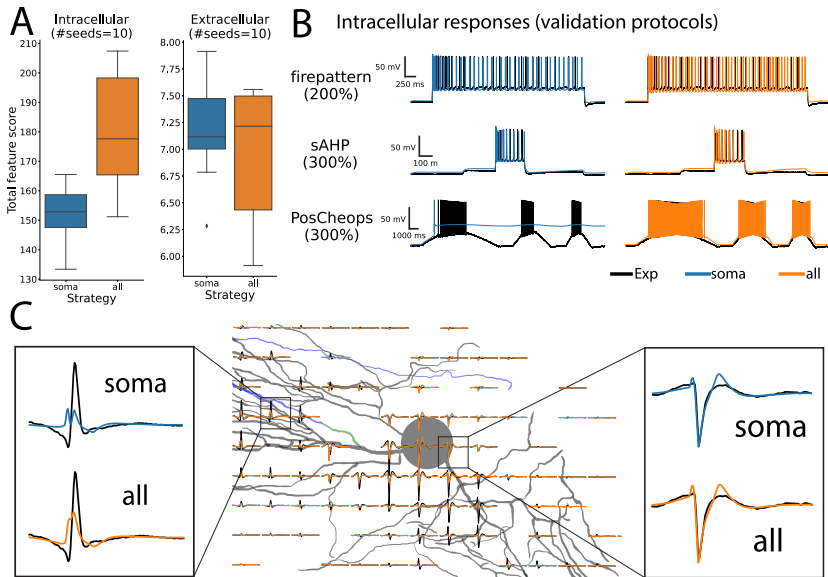 A
Intracellular
(#seeds=10)
Extracellular
(#seeds=10)
Total feature score
210
200
190
180
170
160
150
140
130
soma
all
Strategy
8.00
7.75
7.50
7.25
7.00
6.75
6.50
6.25
6.00
soma
all
Strategy
B
Intracellular responses (validation protocols)
firepattern
(200%)
50 mV
250 ms
sAHP
(300%)
50 mV
100 m
PosCheops
(300%)
50 mV
1000 ms
Exp
soma
all
C
soma
all
soma
all